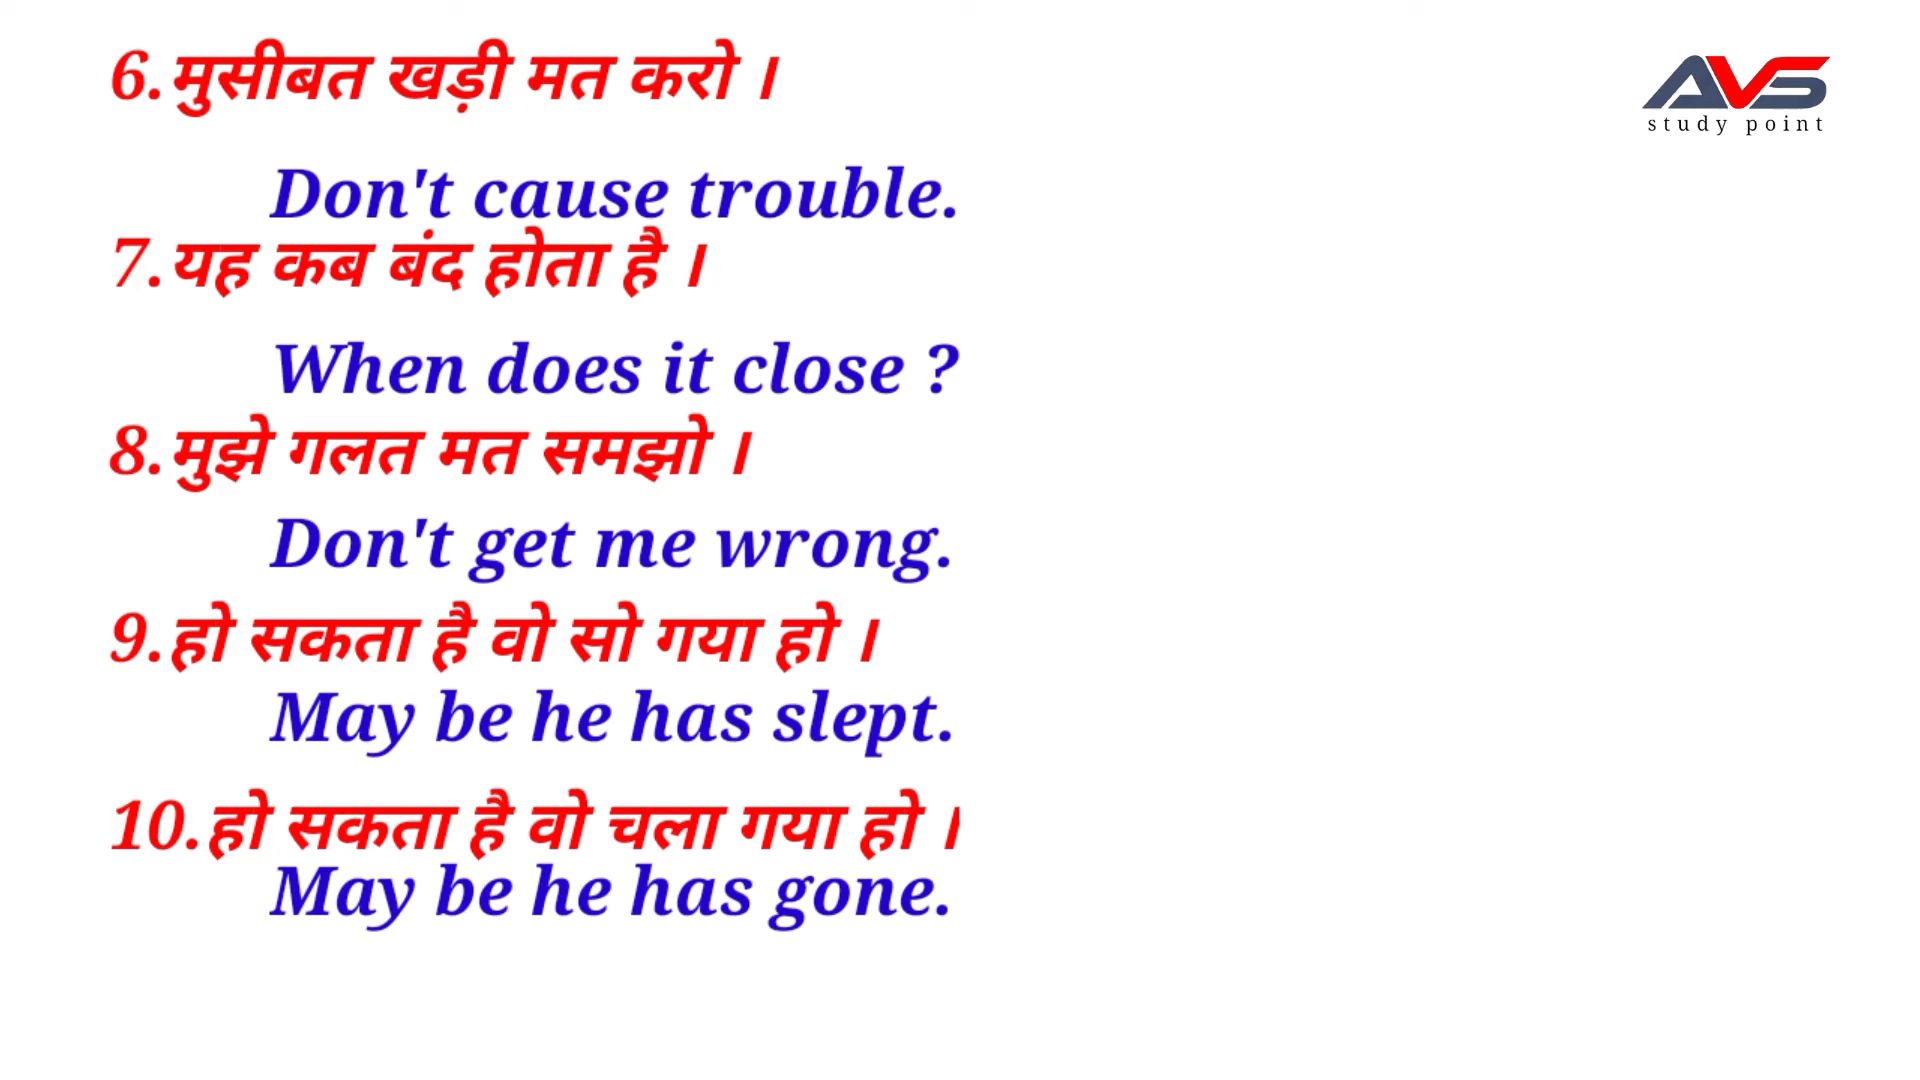 6.मुसीबत खड़ी मत करो ।
AVS
study point
Don't cause trouble.
7.यह कब बंद होता है ।
When does it close ?
8.मुझे गलत मत समझो ।
Don't get me wrong.
9.हो सकता है वो सो गया हो ।
May be he has slept.
10.हो सकता है वो चला गया हो ।
May be he has gone.